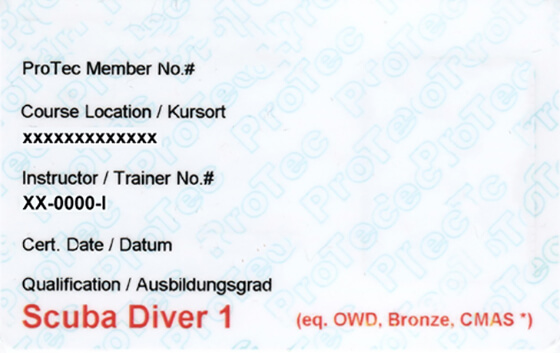 ProTec Member No.#
Course Location / Kursort
xxxxxxxxxxxxx
Instructor / Trainer No.#
XX-0000-I
Cert. Date / Datum
Qualification / Ausbildungsgrad
Scuba Diver 1 (eq. OWD, Bronze, CMAS *)